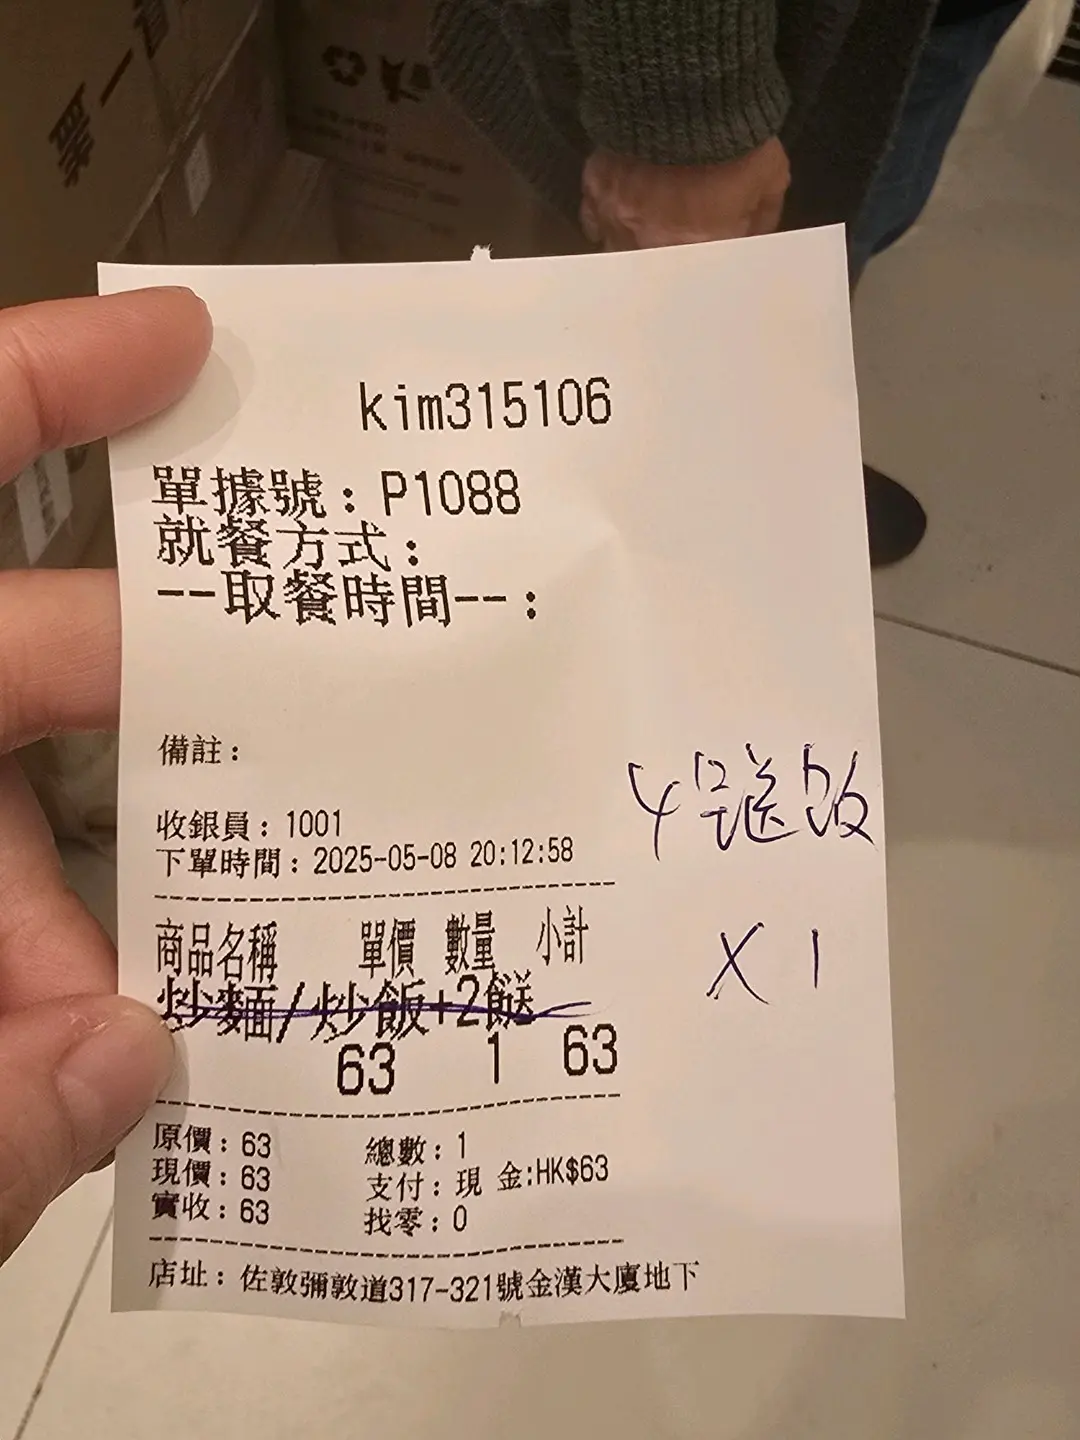 kim315106
單據號：P1088
就餐方式：
--取餐時間--：
備註：
收銀員：1001
下單時間：2025-05-08 20:12:58
商品名稱 單價 數量 小計
炒麵/炒飯+2餸
63 1 63
原價：63 總數：1
現價：63 支付：現 金:HK$63
實收：63 找零：0
店址：佐敦彌敦道317-321號金漢大廈地下
4号送飯
X 1